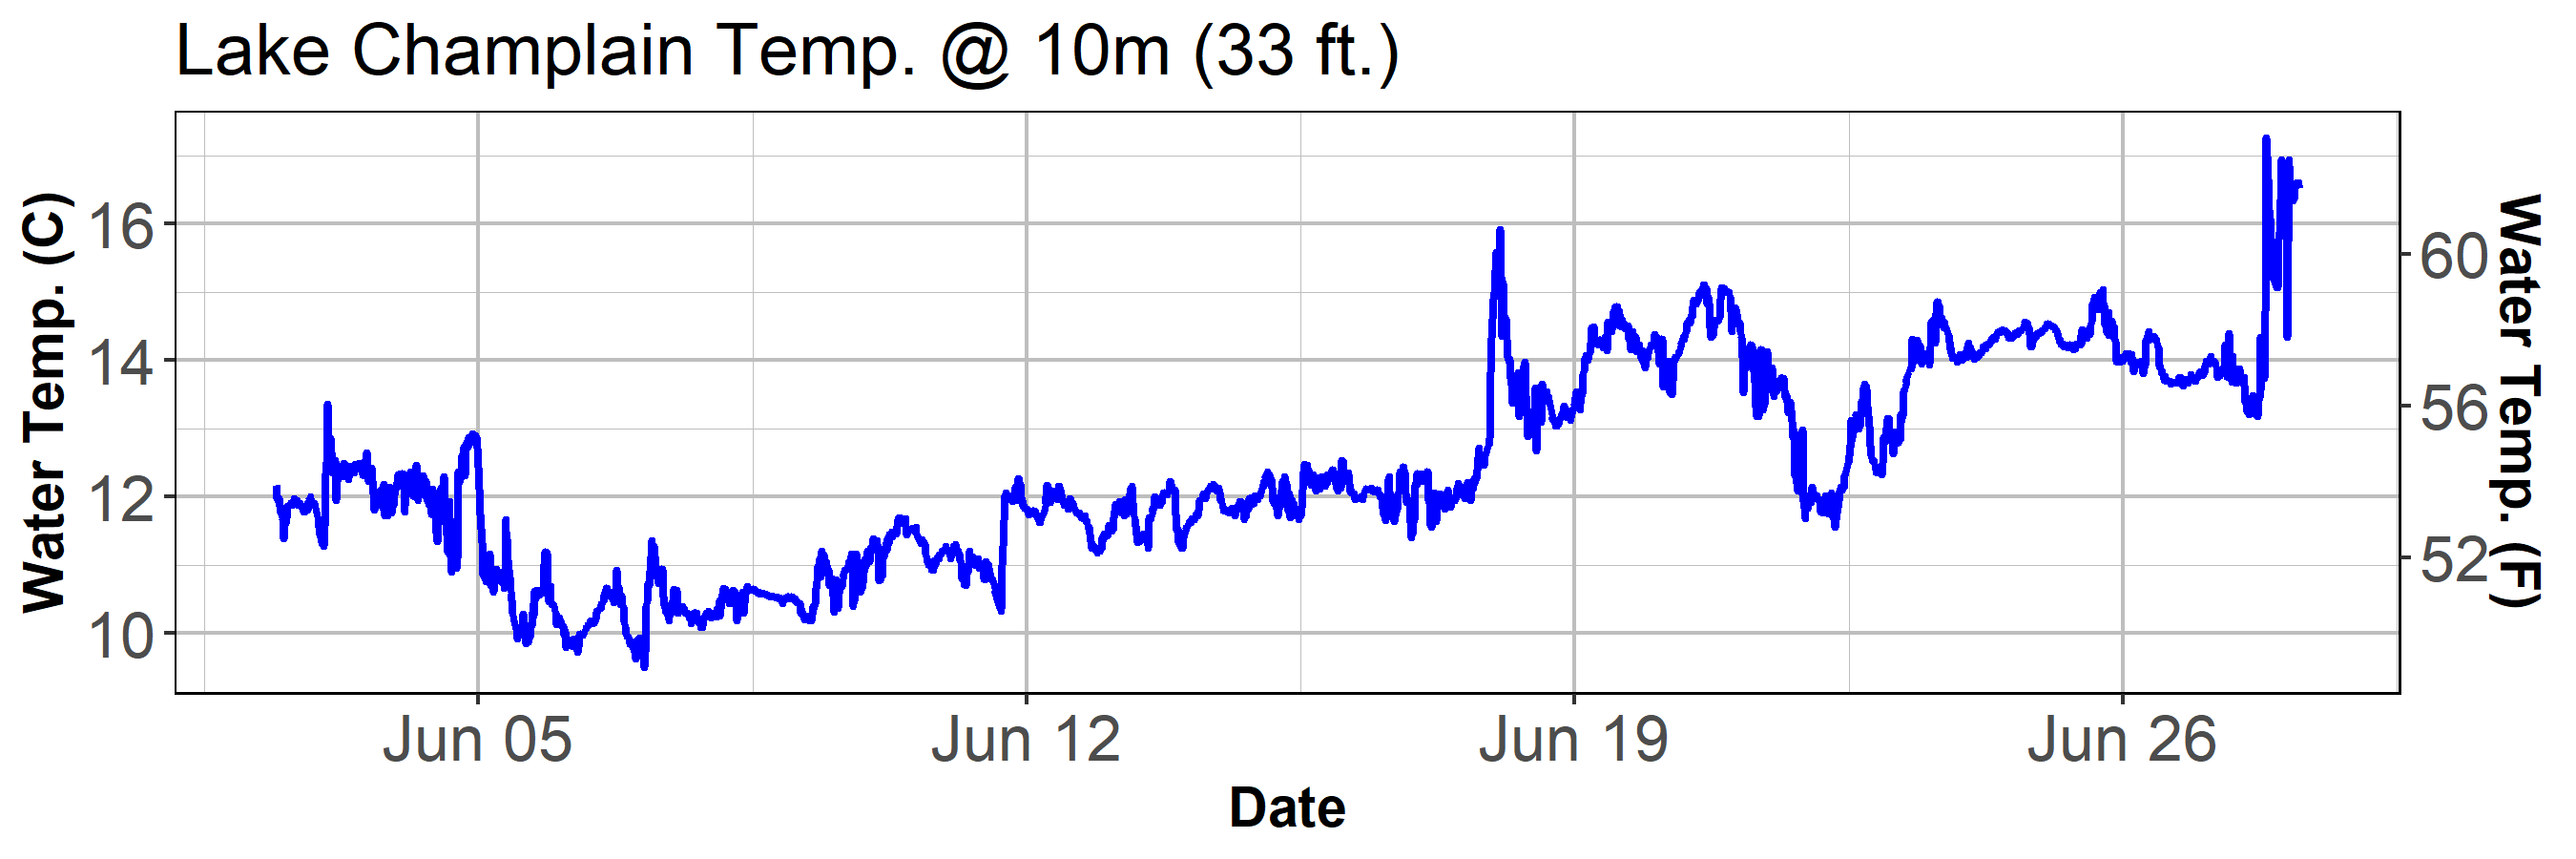 Lake Champlain Temp. @ 10m (33 ft.)
Water Temp. (C)
16
14
12
10
60
56
52
Water Temp. (F)
Jun 05
Jun 12
Jun 19
Jun 26
Date